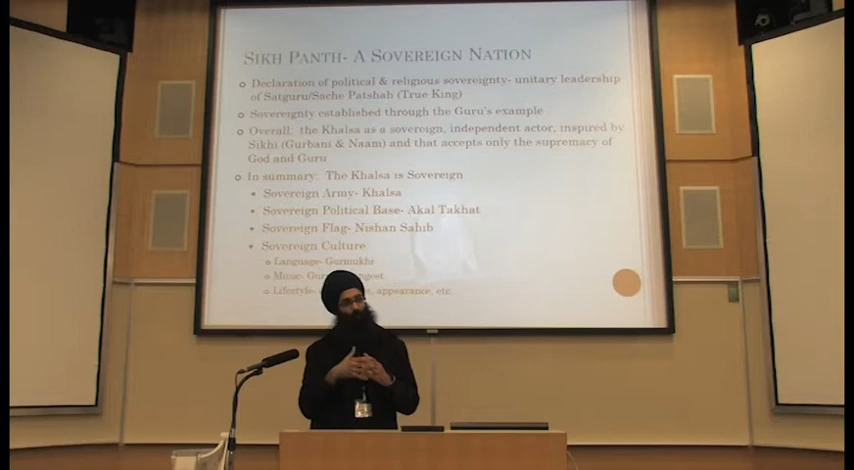 SIKH PANTH- A SOVEREIGN NATION
Declaration of political & religious sovereignty- unitary leadership
of Satguru/Sache Patshah (True King)
Sovereignty established through the Guru's example
Overall: the Khalsa as a sovereign, independent actor, inspired by
Sikhi (Gurbani & Naam) and that accepts only the supremacy of
God and Guru
In summary: The Khalsa is Sovereign
Sovereign Army- Khalsa
Sovereign Political Base- Akal Takhat
Sovereign Flag- Nishan Sahib
Sovereign Culture
Language- Gurmukhi
Music-
Lifestyle- appearance, etc.